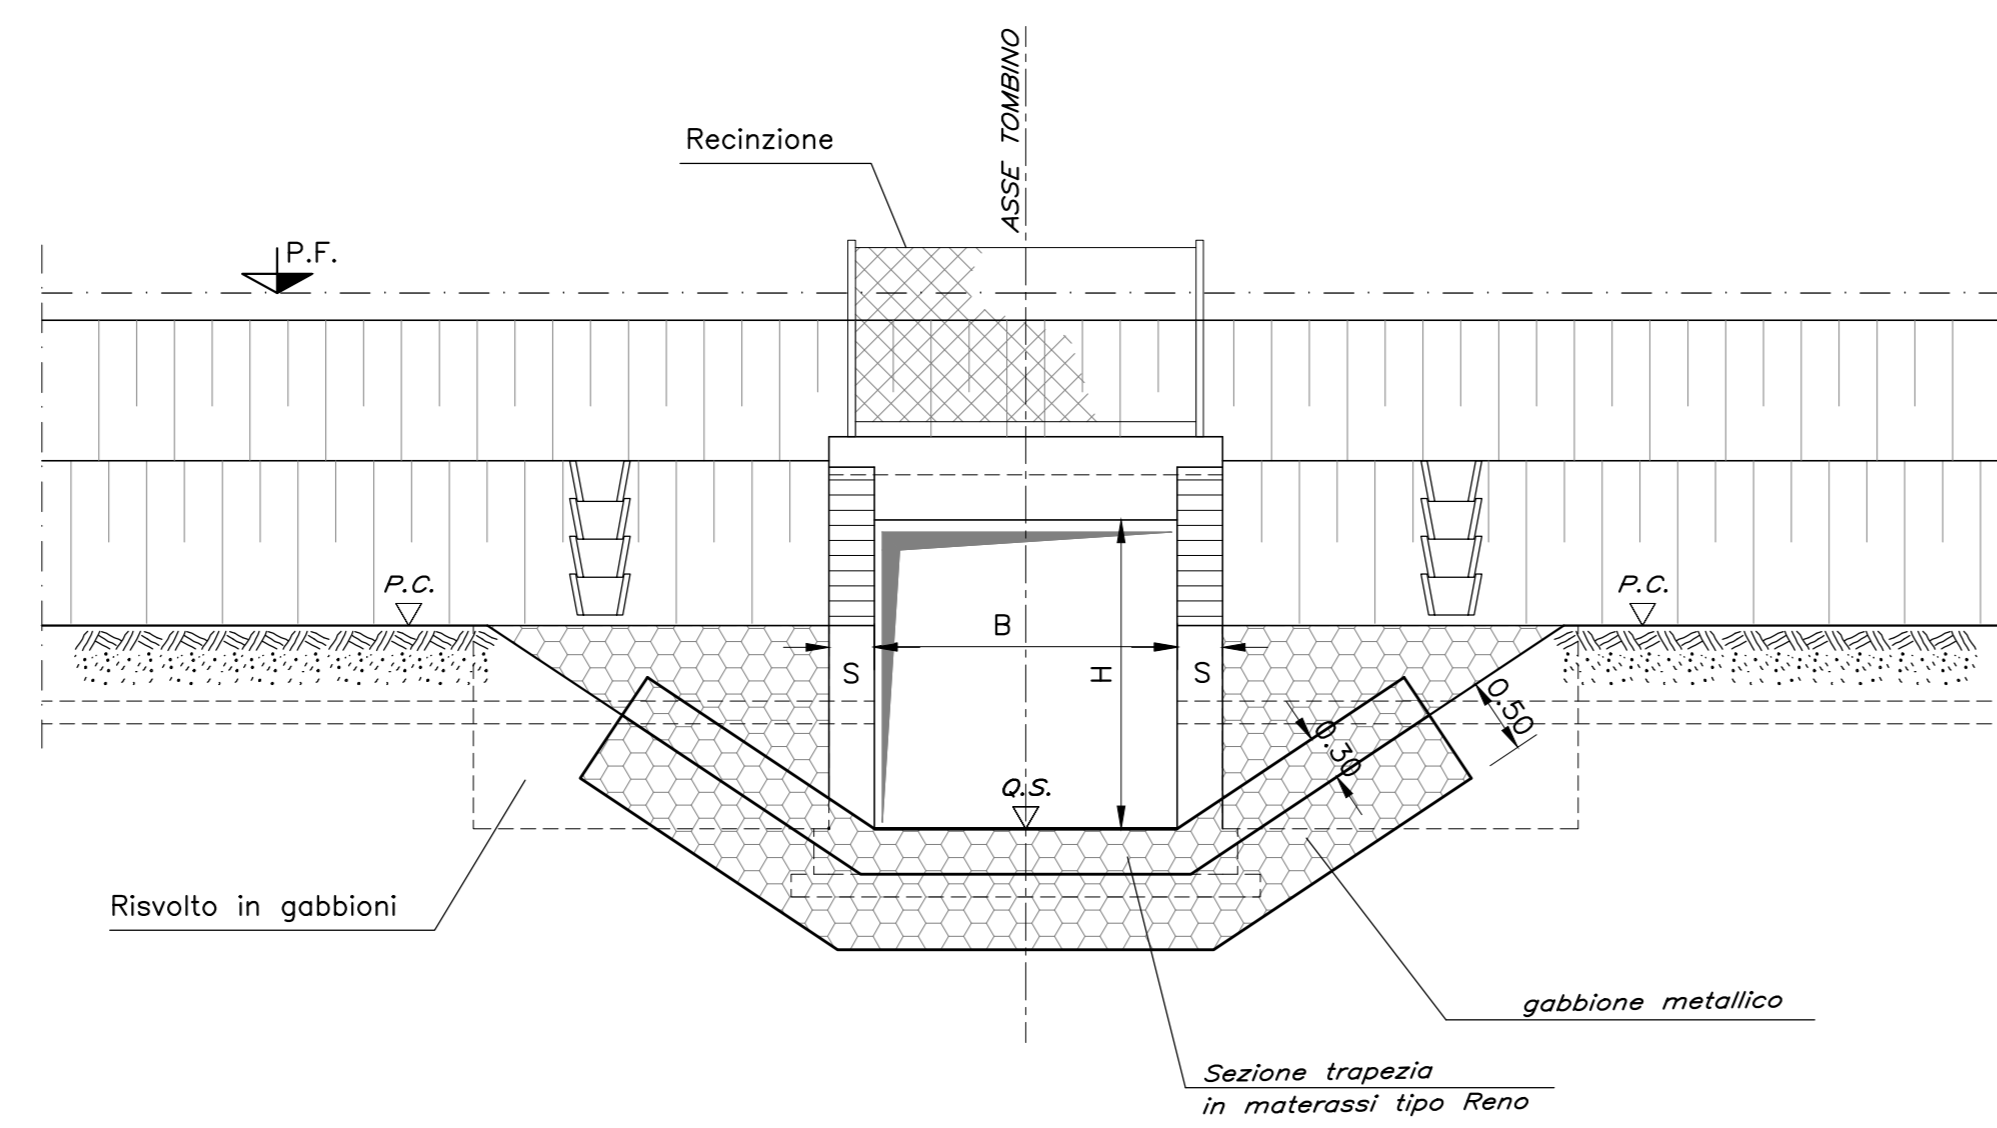 ASSE TOMBINO
Recinzione
P.F.
P.C.
P.C.
B
S
H
S
0.50
0.30
Q.S.
Risvolto in gabbioni
gabbione metallico
Sezione trapezia
in materassi tipo Reno